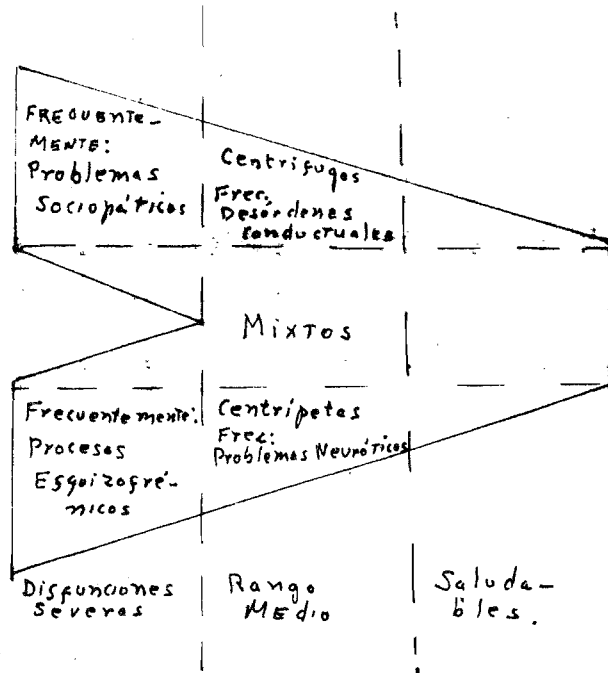 FRECUENTE-
MENTE:
Problemas
Sociopáticos
Centrífugos
Frec.
Desórdenes
conductuales
Mixtos
Frecuentemente:
Procesos
Esquizofré-
nicos
Centrípetas
Frec:
Problemas Neuróticos
Disfunciones
Severas
Rango
MEdio
Saluda-
bles.